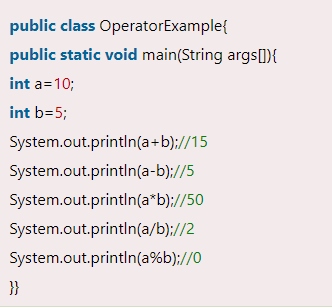 public class OperatorExample{
public static void main(String args[]){
int a=10;
int b=5;
System.out.println(a+b);//15
System.out.println(a-b);//5
System.out.println(a*b);//50
System.out.println(a/b);//2
System.out.println(a%b);//0
}}